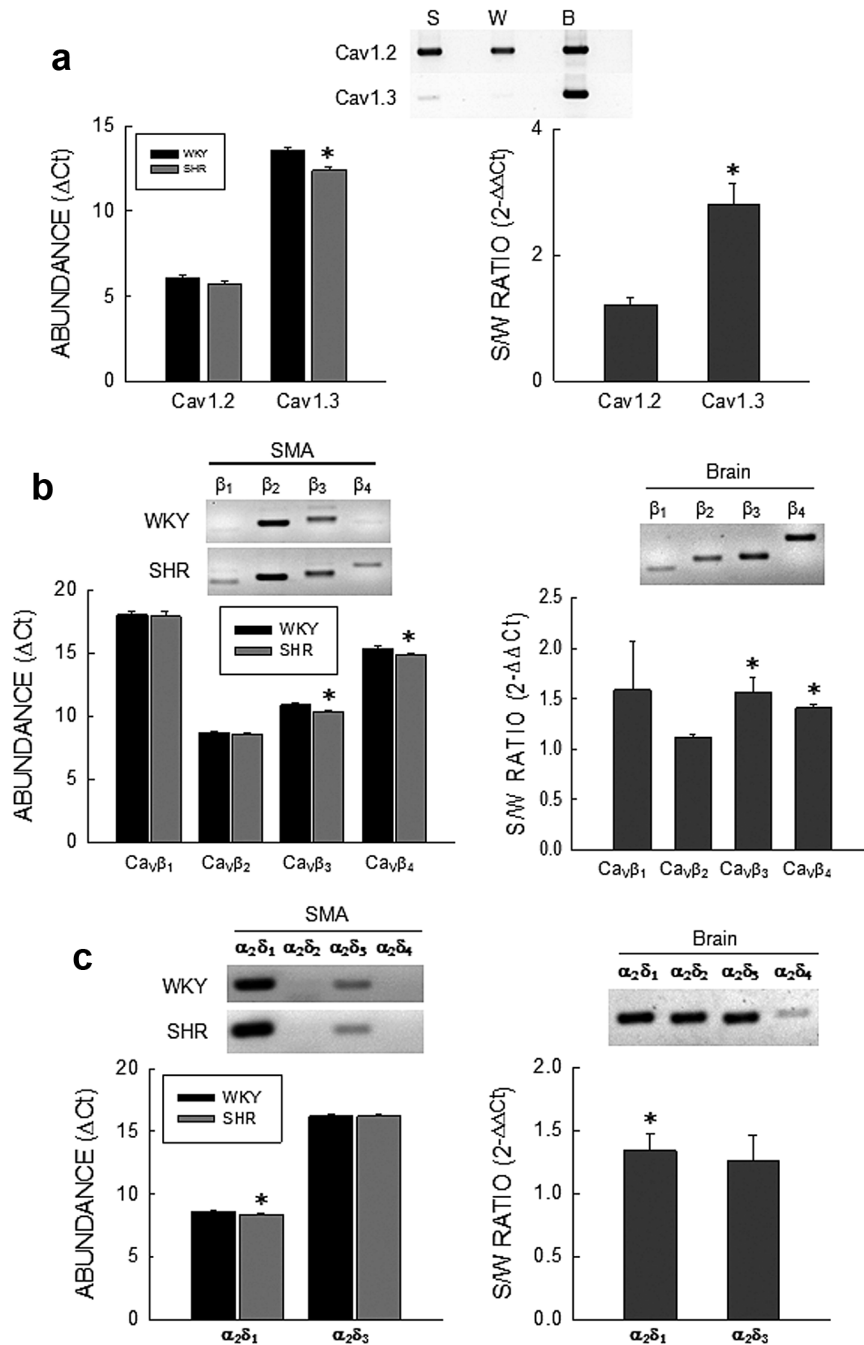 a
S W B
Cav1.2
Cav1.3
ABUNDANCE (ΔCt)
15
10
5
0
WKY
SHR
*
Cav1.2 Cav1.3
S/W RATIO (2-ΔΔCt)
4
2
0
*
Cav1.2 Cav1.3
b
SMA
β1 β2 β3 β4
WKY
SHR
ABUNDANCE (ΔCt)
20
15
10
5
0
WKY
SHR
*
*
CaVβ1 CaVβ2 CaVβ3 CaVβ4
Brain
β1 β2 β3 β4
S/W RATIO (2-ΔΔCt)
2.5
2.0
1.5
1.0
0.5
0.0
*
*
CaVβ1 CaVβ2 CaVβ3 CaVβ4
c
SMA
α2δ1 α2δ2 α2δ3 α2δ4
WKY
SHR
ABUNDANCE (ΔCt)
20
15
10
5
0
WKY
SHR
*
α2δ1 α2δ3
Brain
α2δ1 α2δ2 α2δ3 α2δ4
S/W RATIO (2-ΔΔCt)
2.0
1.5
1.0
0.5
0.0
*
α2δ1 α2δ3